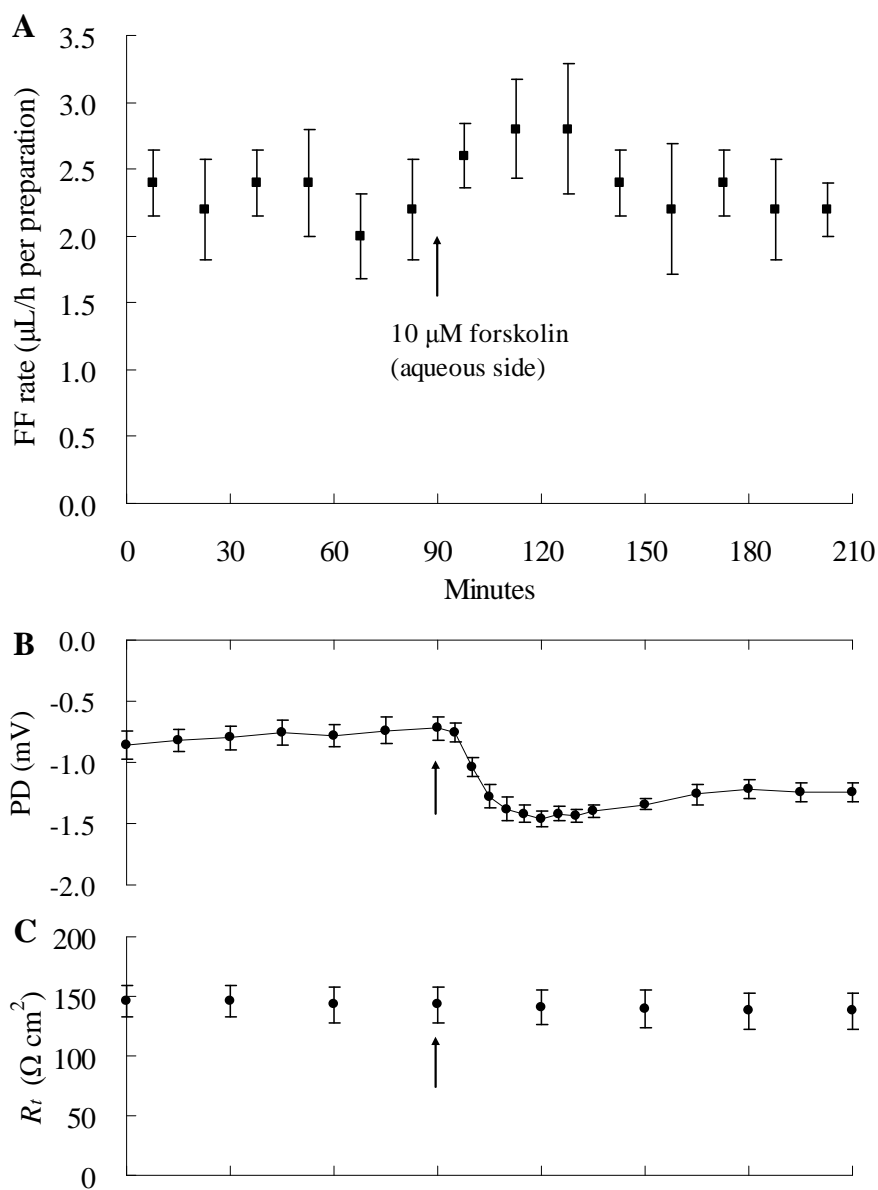 A
3.5
3.0
2.5
2.0
1.5
1.0
0.5
0.0
FF rate (μL/h per preparation)
10 μM forskolin
(aqueous side)
0 30 60 90 120 150 180 210
Minutes
B
0.0
-0.5
-1.0
-1.5
-2.0
PD (mV)
C
200
150
100
50
0
Rt (Ω cm²)